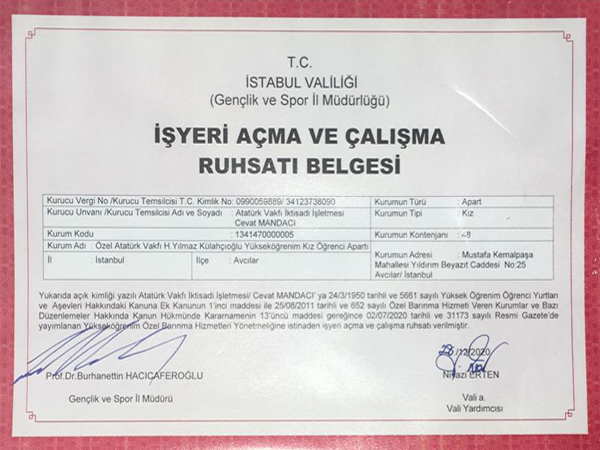 T.C.
İSTABUL VALİLİĞİ
(Gençlik ve Spor İl Müdürlüğü)
İŞYERİ AÇMA VE ÇALIŞMA
RUHSATI BELGESİ
Kurucu Vergi No /Kurucu Temsilcisi T.C. Kimlik No: 0990059889/ 34123738090
Kurumun Türü : Apart
Kurucu Unvanı /Kurucu Temsilcisi Adı ve Soyadı : Atatürk Vakfı İktisadi İşletmesi
Cevat MANDACI
Kurumun Tipi : Kız
Kurum Kodu : 1341470000005
Kurumun Kontenjanı : 48
Kurum Adı : Özel Atatürk Vakfı H.Yılmaz Külahçıoğlu Yükseköğrenim Kız Öğrenci Apartı
Kurumun Adresi : Mustafa Kemalpaşa
Mahallesi Yıldırım Beyazit Caddesi No:25
Avcılar/ İstanbul
İl : İstanbul
İlçe : Avcılar
Yukarıda açık kimliği yazılı Atatürk Vakfı İktisadi İşletmesi/ Cevat MANDACI' ya 24/3/1950 tarihli ve 5661 sayılı Yüksek Öğrenim Öğrenci Yurtları
ve Aşevleri Hakkındaki Kanuna Ek Kanunun 1'inci maddesi ile 25/08/2011 tarihli ve 652 sayılı Özel Barınma Hizmeti Veren Kurumlar ve Bazı
Düzenlemeler Hakkında Kanun Hükmünde Kararnamenin 13'üncü maddesi gereğince 02/07/2020 tarihli ve 31173 sayılı Resmi Gazete'de
yayımlanan Yükseköğrenim Özel Barınma Hizmetleri Yönetmeliğine istinaden işyeri açma ve çalışma ruhsatı verilmiştir.
28/12/2020
Prof.Dr.Burhanettin HACICAFEROĞLU
Niyazi ERTEN
Gençlik ve Spor İl Müdürü
Vali a.
Vali Yardımcısı